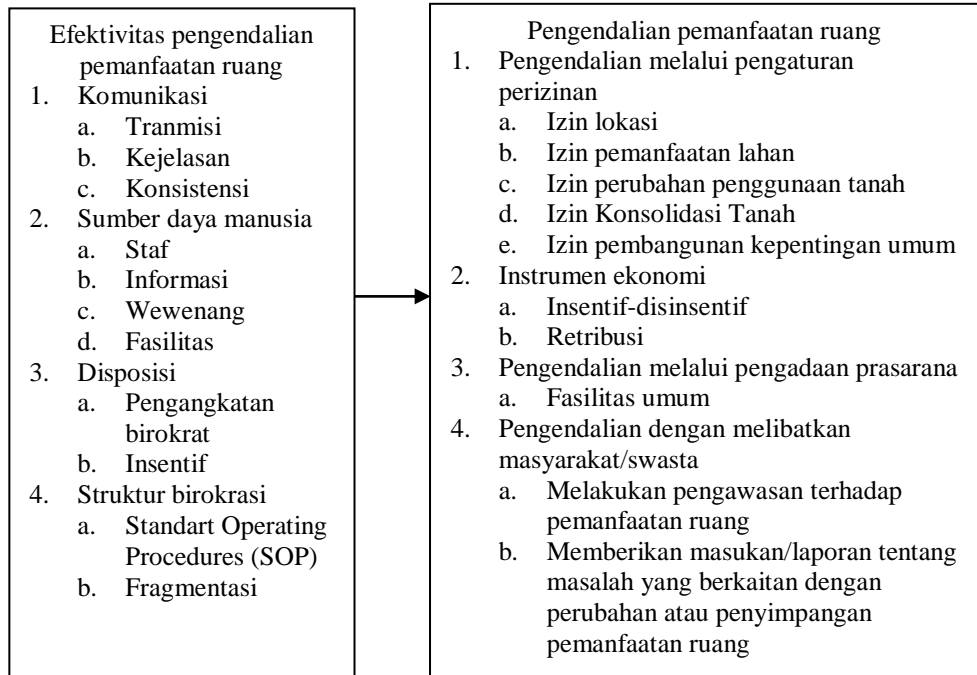 Efektivitas pengendalian
pemanfaatan ruang
1. Komunikasi
a. Tranmisi
b. Kejelasan
c. Konsistensi
2. Sumber daya manusia
a. Staf
b. Informasi
c. Wewenang
d. Fasilitas
3. Disposisi
a. Pengangkatan
birokrat
b. Insentif
4. Struktur birokrasi
a. Standart Operating
Procedures (SOP)
b. Fragmentasi
Pengendalian pemanfaatan ruang
1. Pengendalian melalui pengaturan
perizinan
a. Izin lokasi
b. Izin pemanfaatan lahan
c. Izin perubahan penggunaan tanah
d. Izin Konsolidasi Tanah
e. Izin pembangunan kepentingan umum
2. Instrumen ekonomi
a. Insentif-disinsentif
b. Retribusi
3. Pengendalian melalui pengadaan prasarana
a. Fasilitas umum
4. Pengendalian dengan melibatkan
masyarakat/swasta
a. Melakukan pengawasan terhadap
pemanfaatan ruang
b. Memberikan masukan/laporan tentang
masalah yang berkaitan dengan
perubahan atau penyimpangan
pemanfaatan ruang